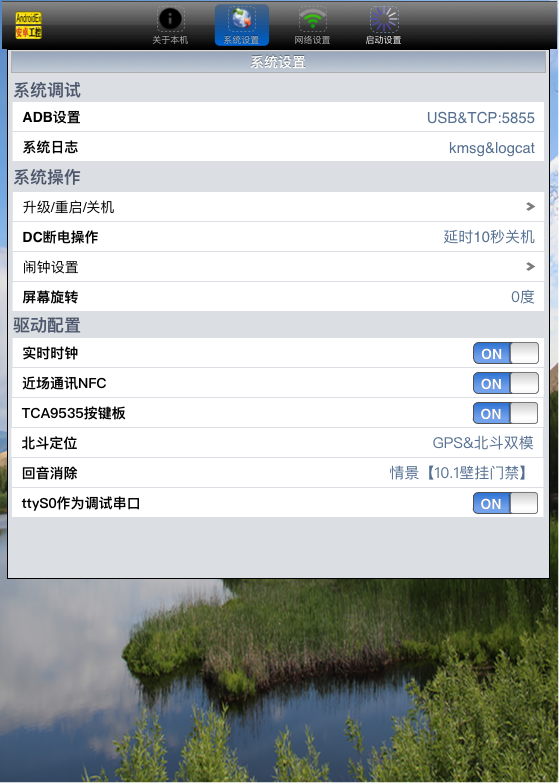 AndroidEn
安卓工控
关于本机
系统设置
网络设置
启动设置
系统设置
系统调试
ADB设置 USB&TCP:5855
系统日志 kmsg&logcat
系统操作
升级/重启/关机
DC断电操作 延时10秒关机
闹钟设置
屏幕旋转 0度
驱动配置
实时时钟 ON
近场通讯NFC ON
TCA9535按键板 ON
北斗定位 GPS&北斗双模
回音消除 情景【10.1壁挂门禁】
ttyS0作为调试串口 ON